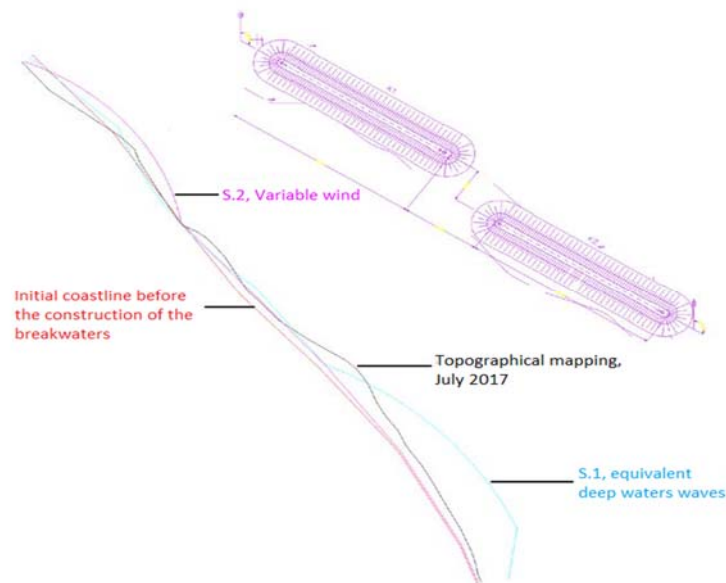 S.2, Variable wind
Initial coastline before
the construction of the
breakwaters
Topographical mapping,
July 2017
S.1, equivalent
deep waters waves